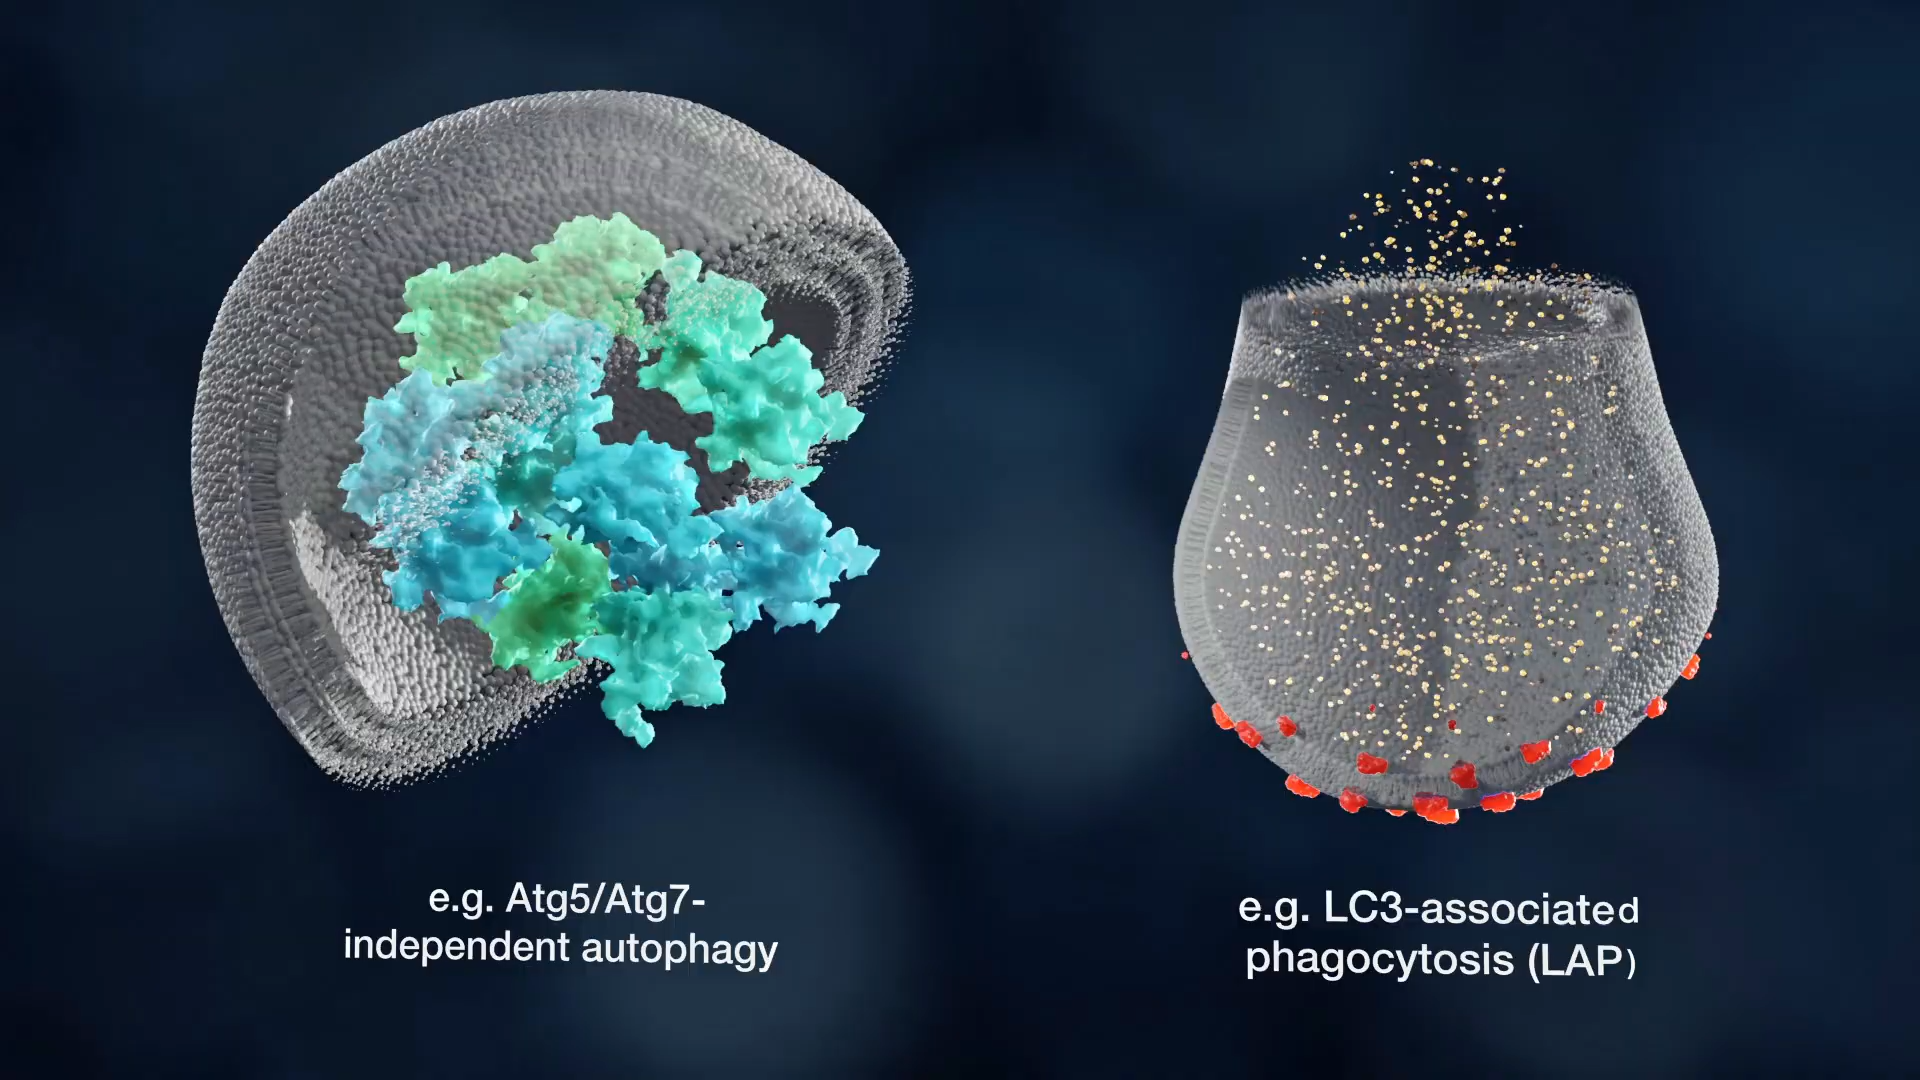 e.g. Atg5/Atg7-
independent autophagy
e.g. LC3-associated
phagocytosis (LAP)